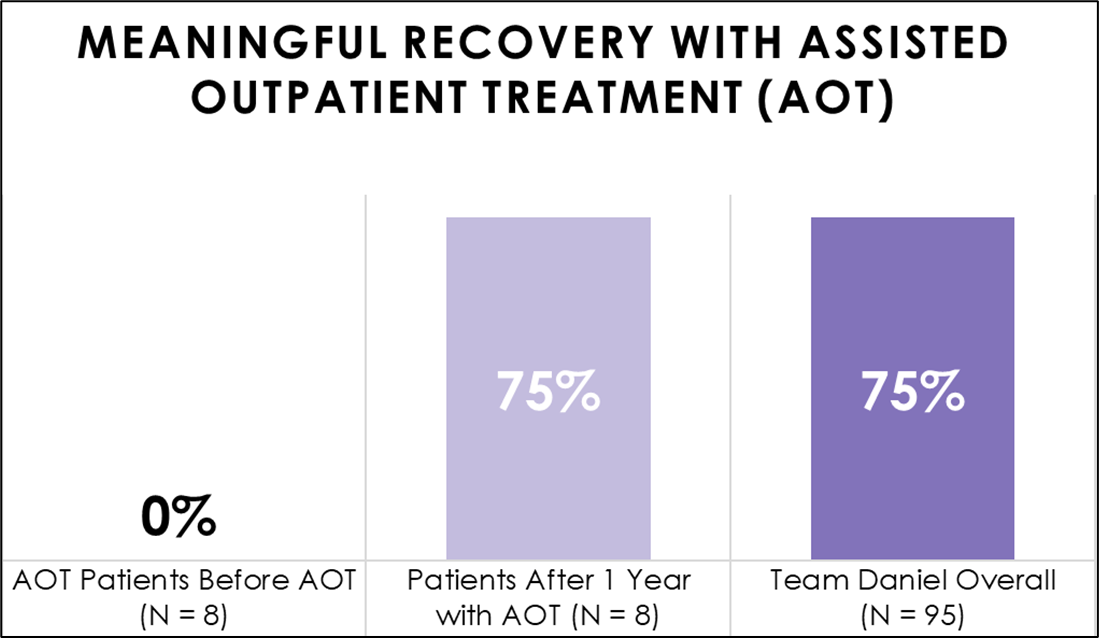 MEANINGFUL RECOVERY WITH ASSISTED
OUTPATIENT TREATMENT (AOT)
0%
75%
75%
AOT Patients Before AOT
(N = 8)
Patients After 1 Year
with AOT (N = 8)
Team Daniel Overall
(N = 95)